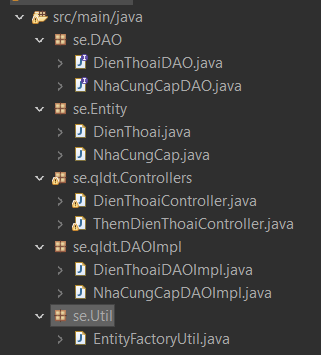 src/main/java
se.DAO
DienThoaiDAO.java
NhaCungCapDAO.java
se.Entity
DienThoai.java
NhaCungCap.java
se.qldt.Controllers
DienThoaiController.java
ThemDienThoaiController.java
se.qldt.DAOImpl
DienThoaiDAOImpl.java
NhaCungCapDAOImpl.java
se.Util
EntityFactoryUtil.java